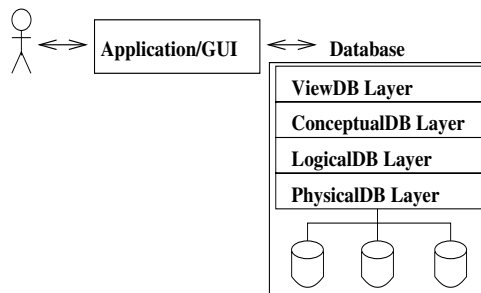 Application/GUI
Database
ViewDB Layer
ConceptualDB Layer
LogicalDB Layer
PhysicalDB Layer